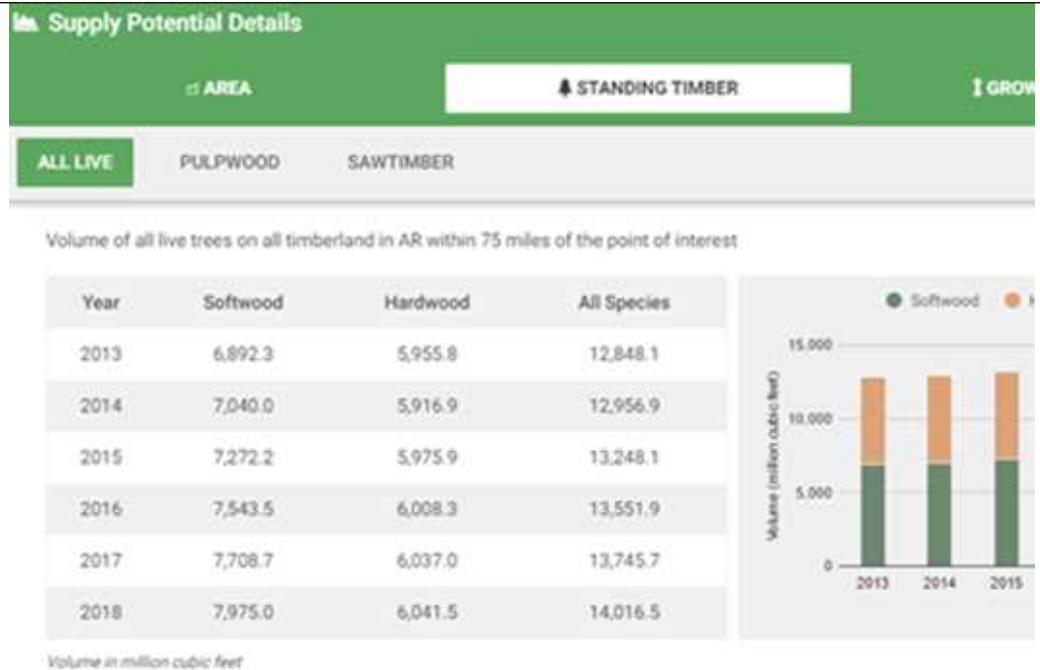 Supply Potential Details
AREA STANDING TIMBER GROW
ALL LIVE PULPWOOD SAWTIMBER
Volume of all live trees on all timberland in AR within 75 miles of the point of interest
Year Softwood Hardwood All Species
2013 6,892.3 5,955.8 12,848.1
2014 7,040.0 5,916.9 12,956.9
2015 7,272.2 5,975.9 13,248.1
2016 7,543.5 6,008.3 13,551.9
2017 7,708.7 6,037.0 13,745.7
2018 7,975.0 6,041.5 14,016.5
Volume in million cubic feet
Softwood H
Volume (million cubic feet)
15.000
10.000
5.000
0
2013 2014 2015